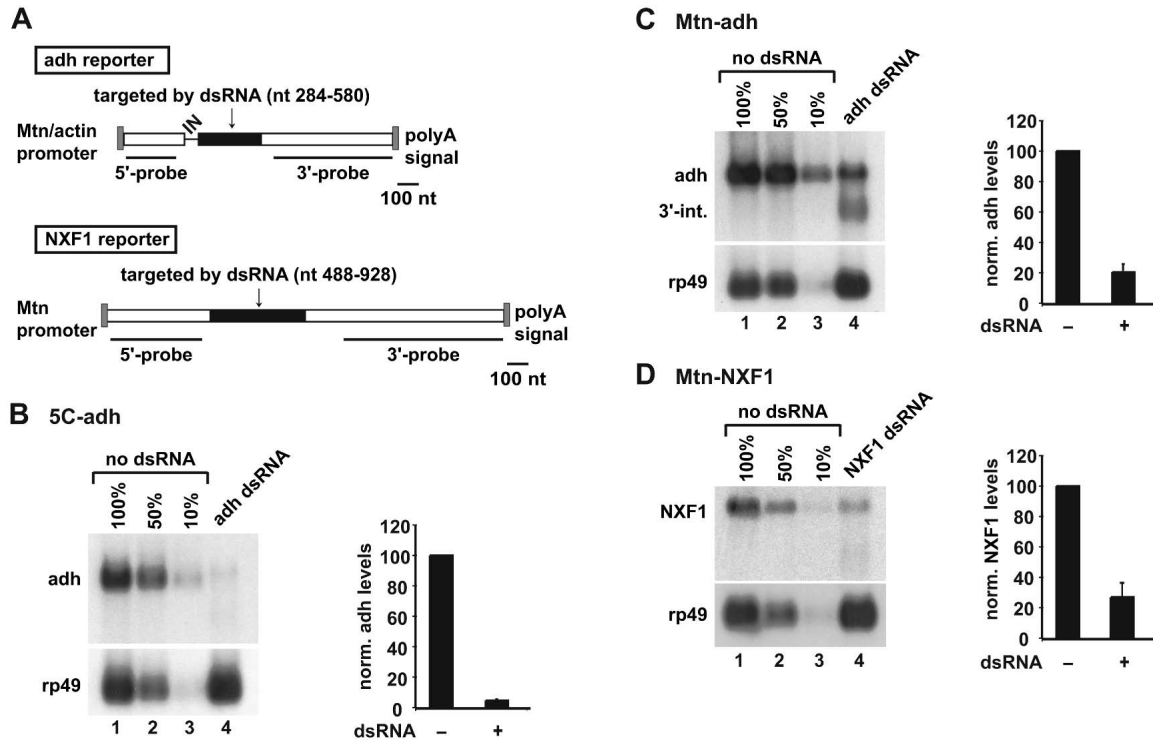 A
adh reporter
targeted by dsRNA (nt 284-580)
IN
Mtn/actin
promoter
polyA
signal
5'-probe
3'-probe
100 nt
NXF1 reporter
targeted by dsRNA (nt 488-928)
Mtn
promoter
polyA
signal
5'-probe
3'-probe
100 nt
B 5C-adh
no dsRNA
100%
50%
10%
adh dsRNA
adh
rp49
1 2 3 4
norm. adh levels
120
100
80
60
40
20
0
dsRNA – +
C Mtn-adh
no dsRNA
100%
50%
10%
adh dsRNA
adh
3'-int.
rp49
1 2 3 4
norm. adh levels
120
100
80
60
40
20
0
dsRNA – +
D Mtn-NXF1
no dsRNA
100%
50%
10%
NXF1 dsRNA
NXF1
rp49
1 2 3 4
norm. NXF1 levels
120
100
80
60
40
20
0
dsRNA – +